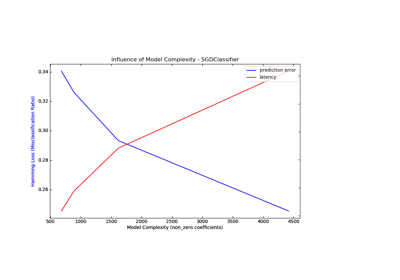 Influence of Model Complexity - SGDClassifier
prediction error
latency
0.34
0.32
0.30
0.28
0.26
Hamming Loss (Misclassification Ratio)
500 1000 1500 2000 2500 3000 3500 4000 4500
Model Complexity (non_zero coefficients)